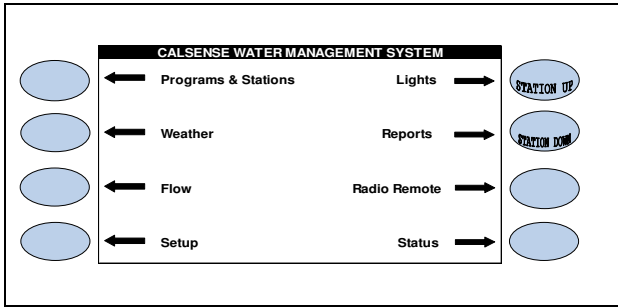 CALSENSE WATER MANAGEMENT SYSTEM
Programs & Stations
Lights
STATION UP
Weather
Reports
STATION DOWN
Flow
Radio Remote
Setup
Status